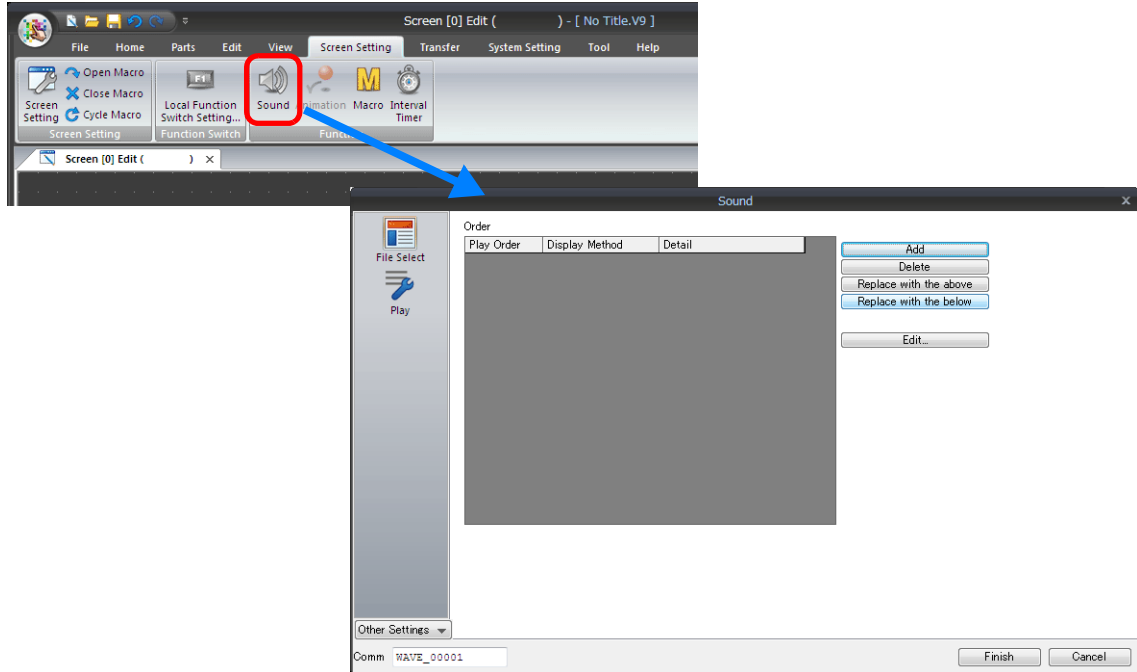 Screen [0] Edit ( ) - [ No Title.V9 ]
File Home Parts Edit View Screen Setting Transfer System Setting Tool Help
Screen Setting
Open Macro
Close Macro
Cycle Macro
Screen Setting
F1
Local Function Switch Setting...
Function Switch
Sound
Animation
M
Macro
Interval Timer
Screen [0] Edit ( ) X
Sound X
File Select
Play
Order
Play Order Display Method Detail
Add
Delete
Replace with the above
Replace with the below
Edit...
Other Settings
Comm WAVE_00001
Finish Cancel